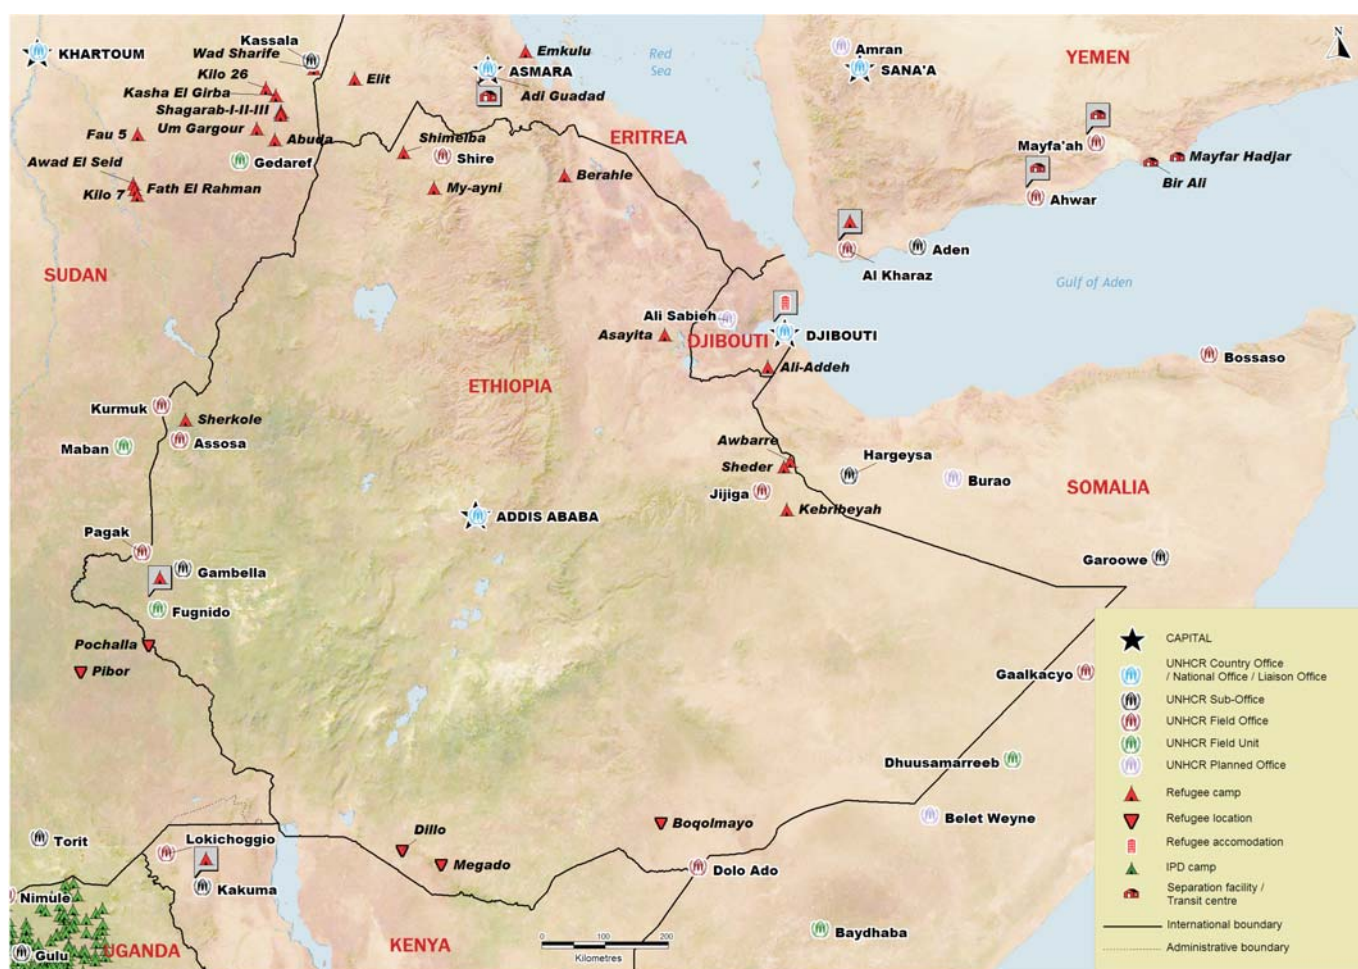 KHARTOUM
Kassala
Wad Sharife
Kilo 26
Kasha El Girba
Shagarab-I-II-III
Um Gargour
Fau 5
Abuda
Awad El Seid
Gedaref
Fath El Rahman
Kilo 7
SUDAN
Elit
Emkulu
ASMARA
Adi Guadad
ERITREA
Shimelba
Shire
My-ayni
Berahle
Red
Sea
Amran
SANA'A
YEMEN
N
Mayfa'ah
Mayfar Hadjar
Bir Ali
Ahwar
Aden
Al Kharaz
Gulf of Aden
Ali Sabieh
Asayita
DJIBOUTI
DJIBOUTI
Ali-Addeh
Bossaso
ETHIOPIA
Kurmuk
Sherkole
Assosa
Maban
Awbarre
Sheder
Hargeysa
Jijiga
Burao
SOMALIA
Kebribeyah
ADDIS ABABA
Pagak
Gambella
Fugnido
Garoowe
Pochalla
Pibor
Gaalkacyo
Dhuusamarreeb
Belet Weyne
Torit
Lokichoggio
Dillo
Megado
Boqolmayo
Dolo Ado
Kakuma
Nimule
Gulu
UGANDA
KENYA
Baydhaba
0 100 200
Kilometres
CAPITAL
UNHCR Country Office
/ National Office / Liaison Office
UNHCR Sub-Office
UNHCR Field Office
UNHCR Field Unit
UNHCR Planned Office
Refugee camp
Refugee location
Refugee accomodation
IPD camp
Separation facility /
Transit centre
International boundary
Administrative boundary